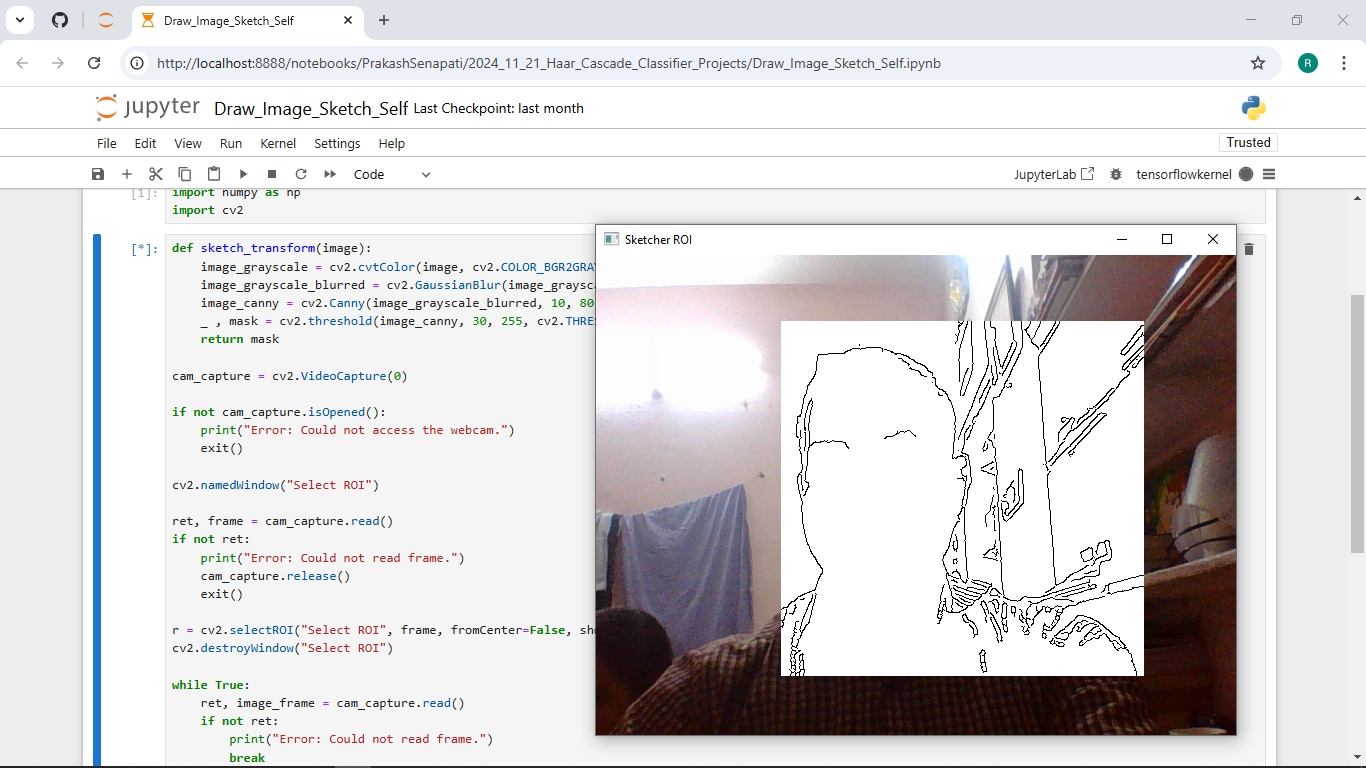 Draw_Image_Sketch_Self
http://localhost:8888/notebooks/PrakashSenapati/2024_11_21_Haar_Cascade_Classifier_Projects/Draw_Image_Sketch_Self.ipynb
R
jupyter Draw_Image_Sketch_Self Last Checkpoint: last month
File Edit View Run Kernel Settings Help
Trusted
Code
JupyterLab
tensorflowkernel
[1]: import numpy as np
import cv2
[*]: def sketch_transform(image):
image_grayscale = cv2.cvtColor(image, cv2.COLOR_BGR2GRA
image_grayscale_blurred = cv2.GaussianBlur(image_graysc
image_canny = cv2.Canny(image_grayscale_blurred, 10, 80
_ , mask = cv2.threshold(image_canny, 30, 255, cv2.THRE
return mask
cam_capture = cv2.VideoCapture(0)
if not cam_capture.isOpened():
print("Error: Could not access the webcam.")
exit()
cv2.namedWindow("Select ROI")
ret, frame = cam_capture.read()
if not ret:
print("Error: Could not read frame.")
cam_capture.release()
exit()
r = cv2.selectROI("Select ROI", frame, fromCenter=False, sh
cv2.destroyWindow("Select ROI")
while True:
ret, image_frame = cam_capture.read()
if not ret:
print("Error: Could not read frame.")
break
Sketcher ROI